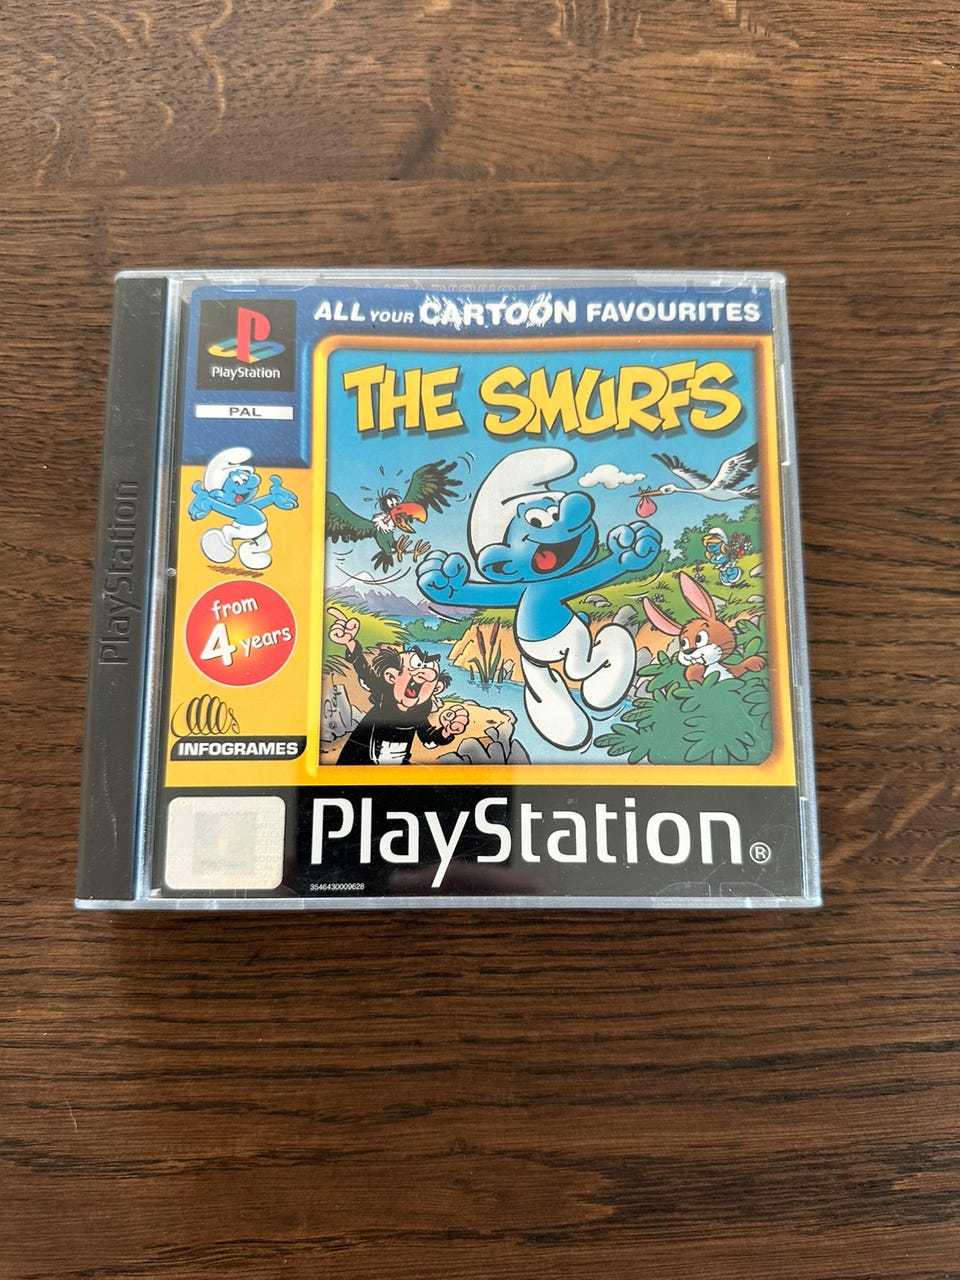 ALL YOUR CARTOON FAVOURITES
PlayStation
PAL
THE SMURFS
PlayStation
from
4 years
INFOGRAMES
PlayStation®
3546430009628